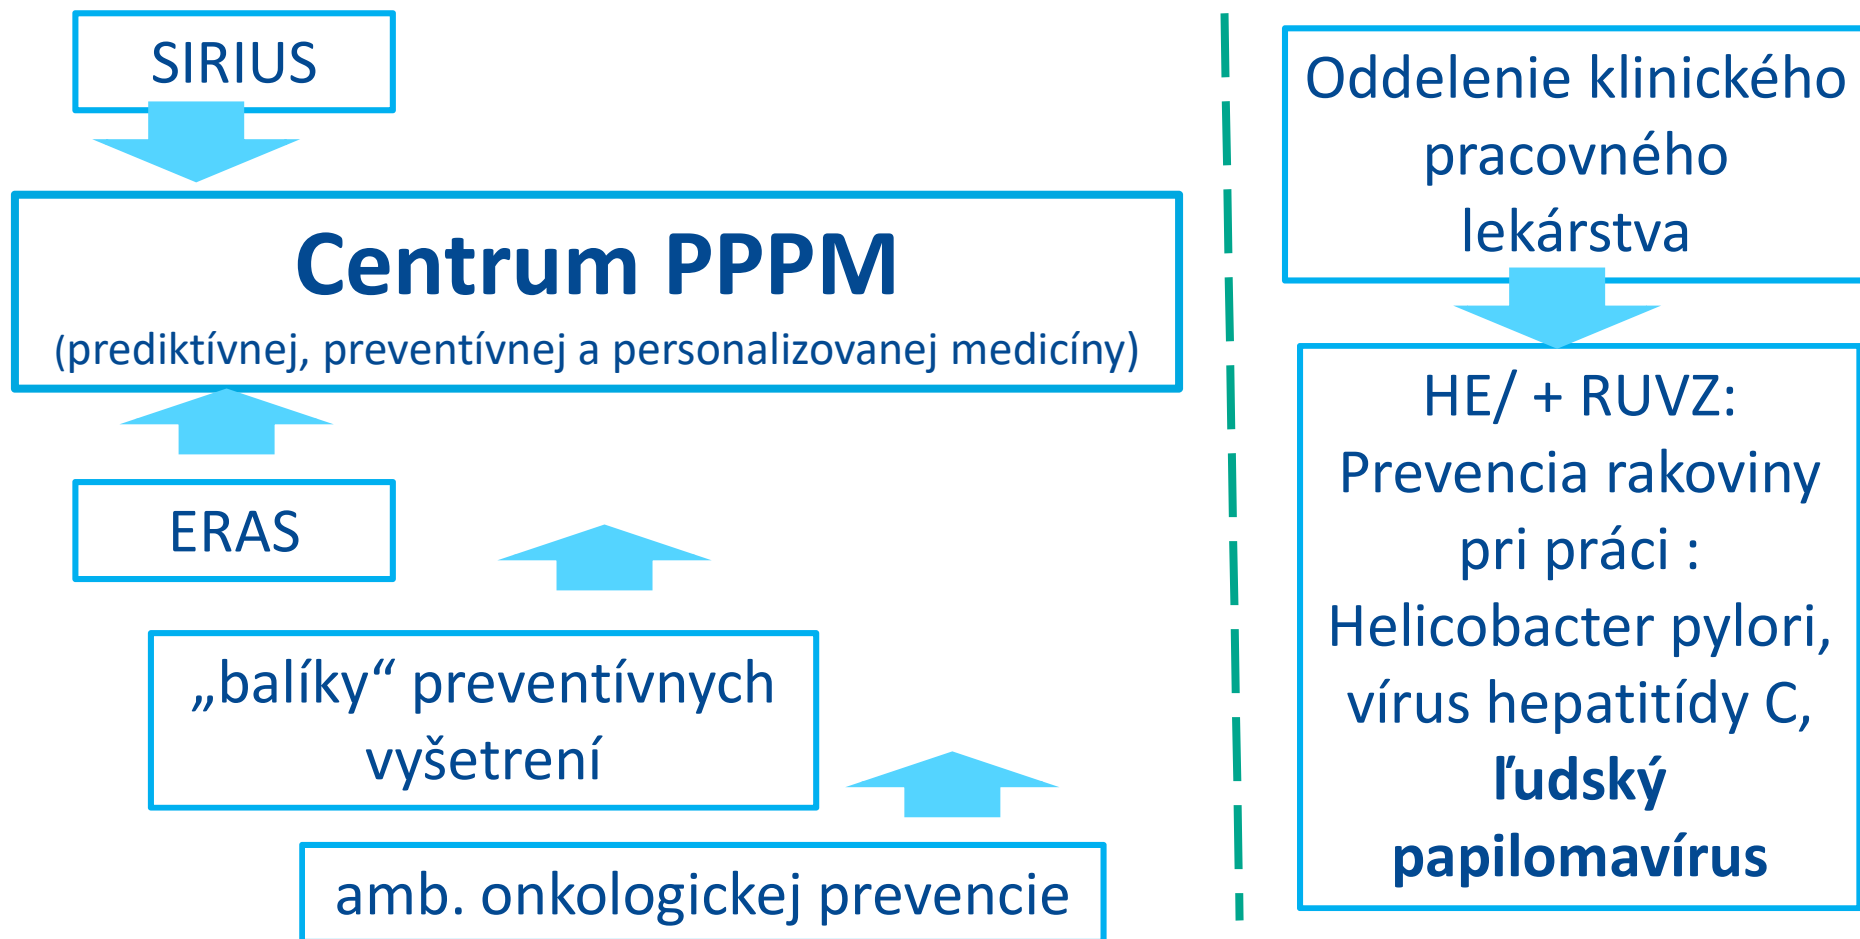 SIRIUS
Centrum PPPM
(prediktívnej, preventívnej a personalizovanej medicíny)
ERAS
„balíky“ preventívnych
vyšetrení
amb. onkologickej prevencie
Oddelenie klinického
pracovného
lekárstva
HE/ + RUVZ:
Prevencia rakoviny
pri práci :
Helicobacter pylori,
vírus hepatitídy C,
ľudský
papilomavírus